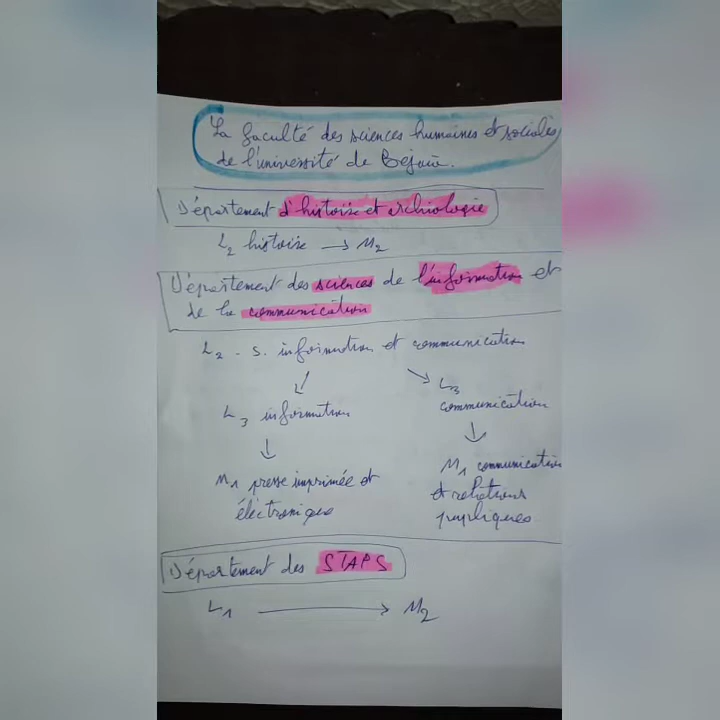 La faculté des sciences humaines et sociales
de l'université de Béjaïa.
Département d'histoire et archiologie
L2 histoire → M2
Département des sciences de l'information et
de la communication
L2 - s. information et communication
↙ ↘
L3 information
L3 communication
↓ ↓
M1 presse imprimée et
électronique
M1 communication
et relations
puupliques
Département des STAPS
L1 → M2